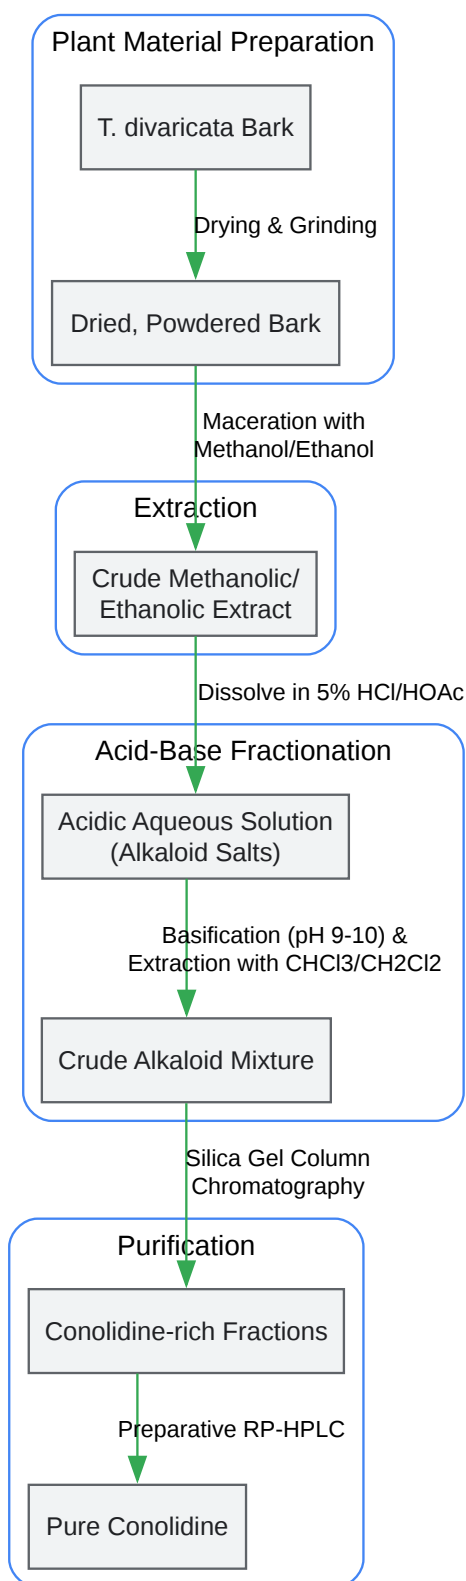 Plant Material Preparation
T. divaricata Bark
Drying & Grinding
Dried, Powdered Bark
Maceration with
Methanol/Ethanol
Extraction
Crude Methanolic/
Ethanolic Extract
Dissolve in 5% HCl/HOAc
Acid-Base Fractionation
Acidic Aqueous Solution
(Alkaloid Salts)
Basification (pH 9-10) &
Extraction with CHCl3/CH2Cl2
Crude Alkaloid Mixture
Silica Gel Column
Chromatography
Purification
Conolidine-rich Fractions
Preparative RP-HPLC
Pure Conolidine